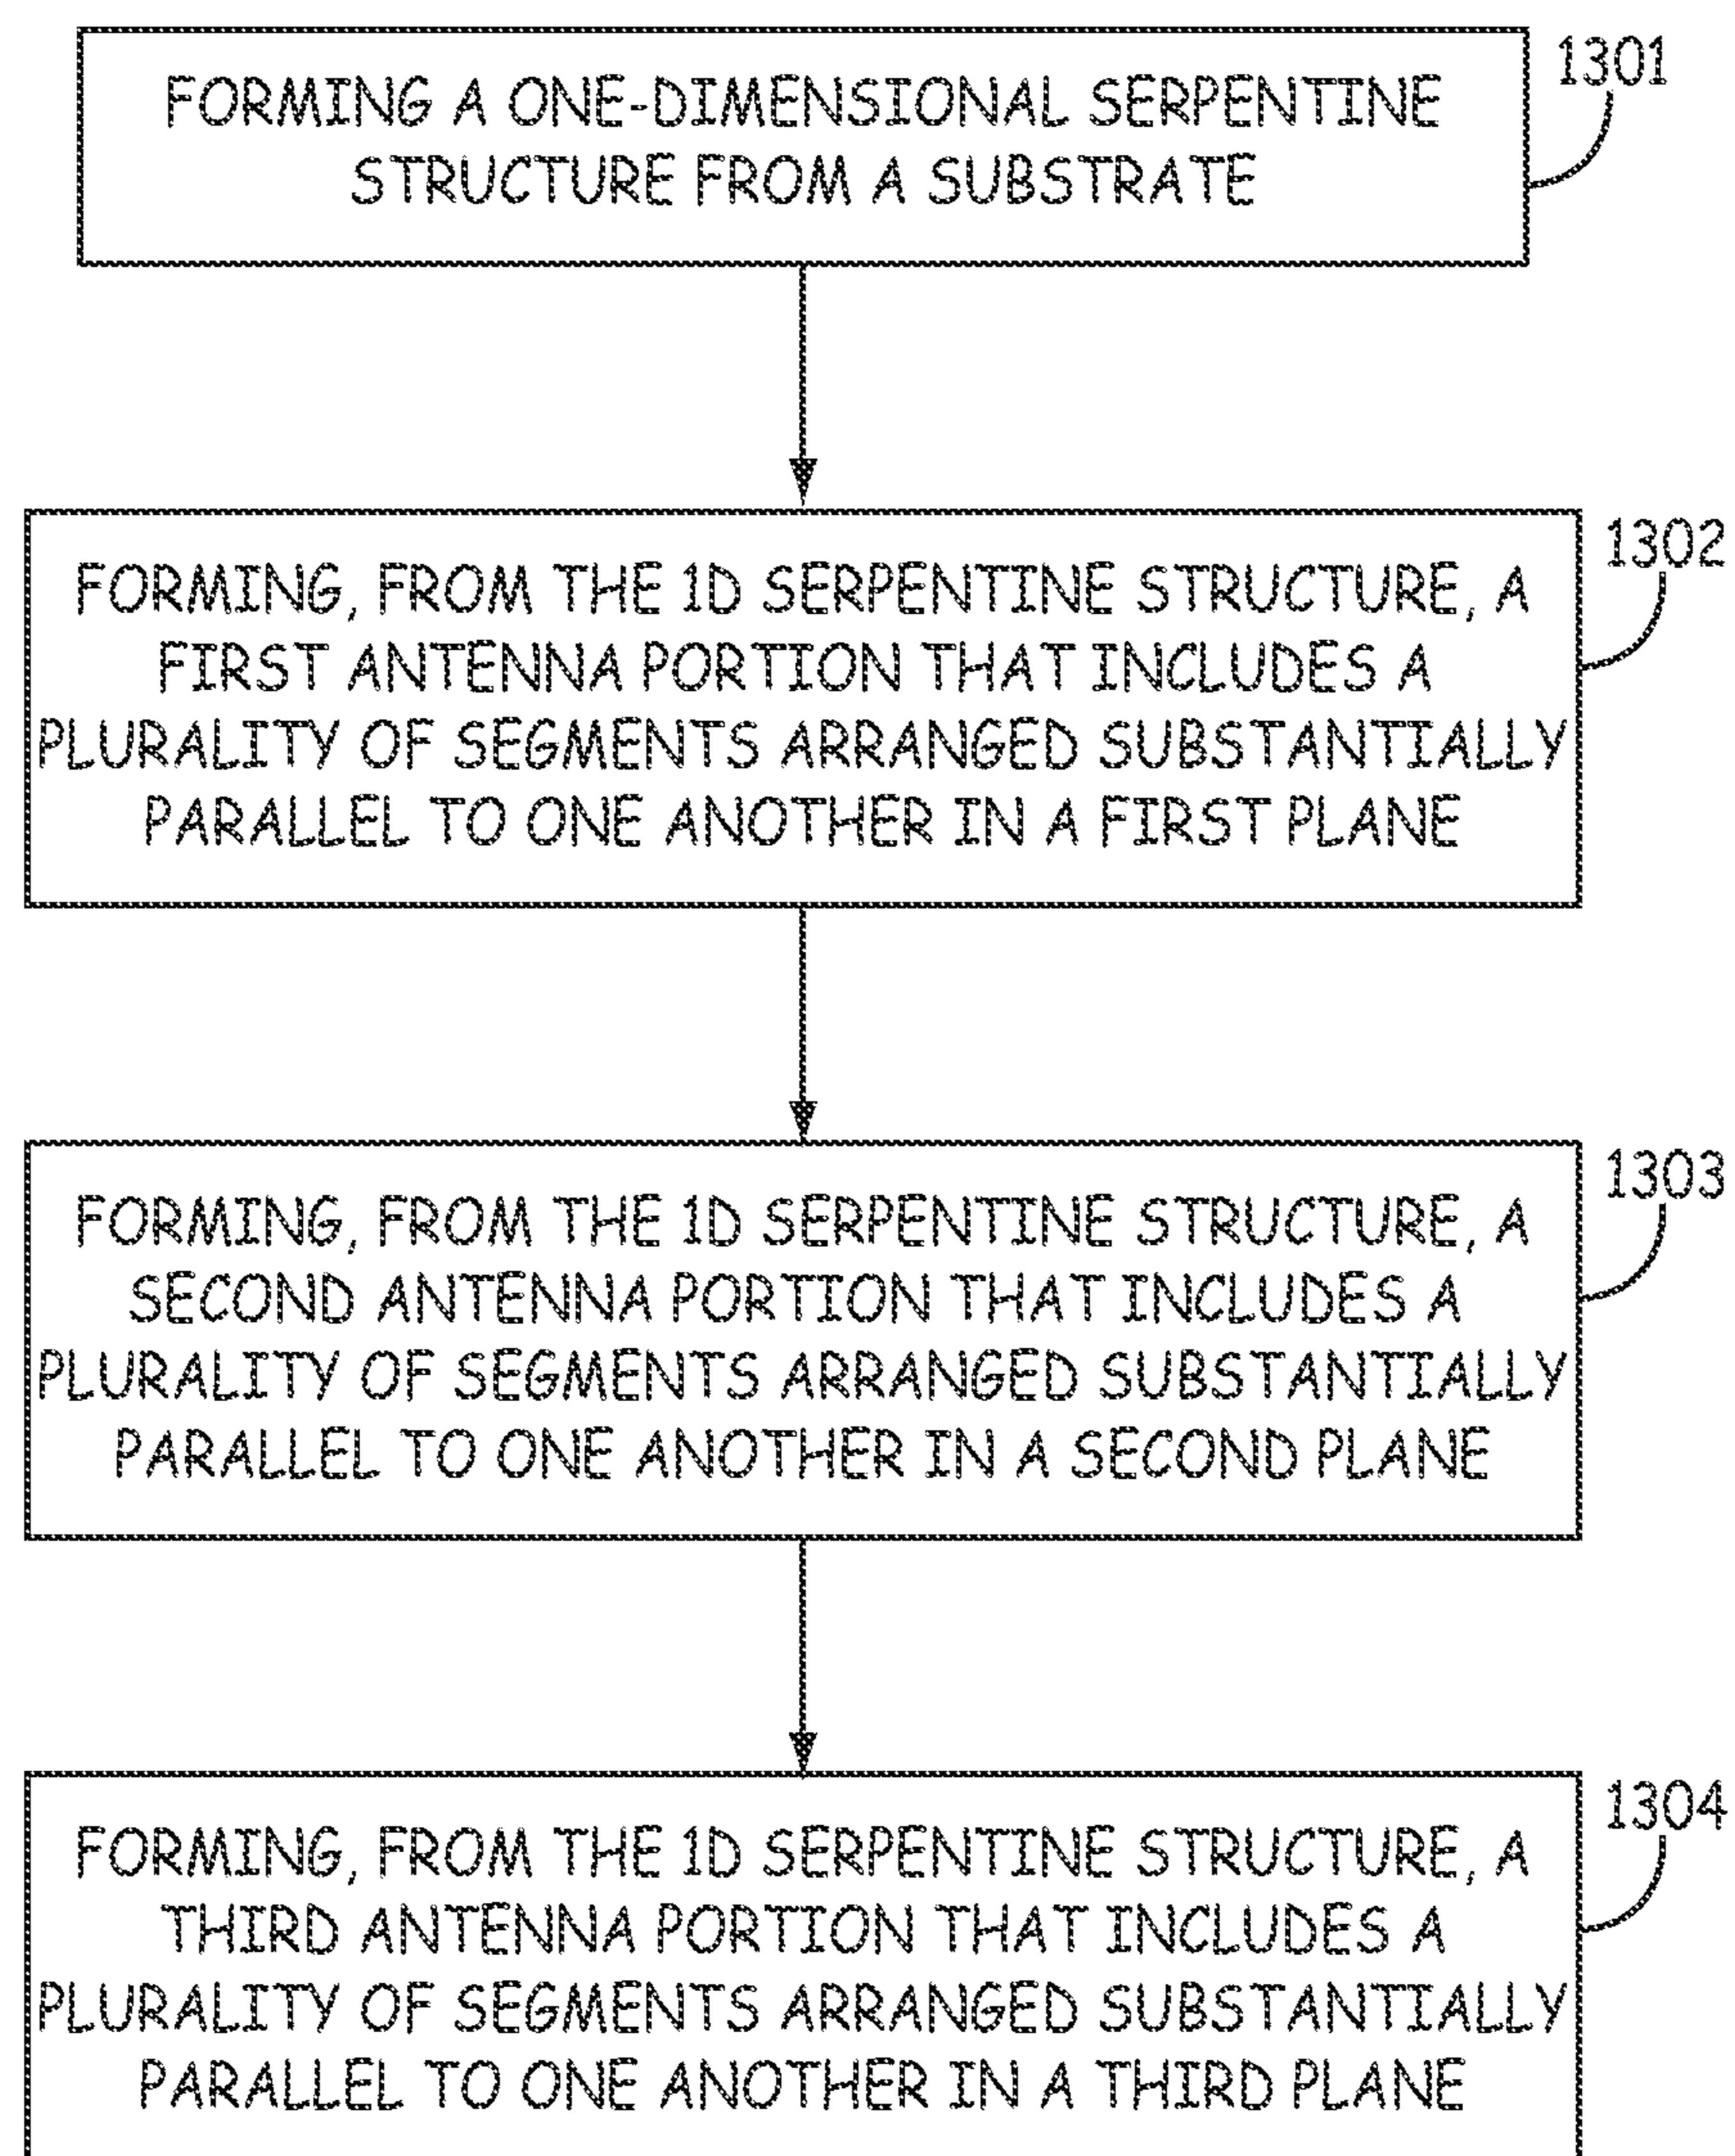 FORMING A ONE-DIMENSIONAL SERPENTINE
STRUCTURE FROM A SUBSTRATE
1301
FORMING, FROM THE 1D SERPENTINE STRUCTURE, A
FIRST ANTENNA PORTION THAT INCLUDES A
PLURALITY OF SEGMENTS ARRANGED SUBSTANTIALLY
PARALLEL TO ONE ANOTHER IN A FIRST PLANE
1302
FORMING, FROM THE 1D SERPENTINE STRUCTURE, A
SECOND ANTENNA PORTION THAT INCLUDES A
PLURALITY OF SEGMENTS ARRANGED SUBSTANTIALLY
PARALLEL TO ONE ANOTHER IN A SECOND PLANE
1303
FORMING, FROM THE 1D SERPENTINE STRUCTURE, A
THIRD ANTENNA PORTION THAT INCLUDES A
PLURALITY OF SEGMENTS ARRANGED SUBSTANTIALLY
PARALLEL TO ONE ANOTHER IN A THIRD PLANE
1304